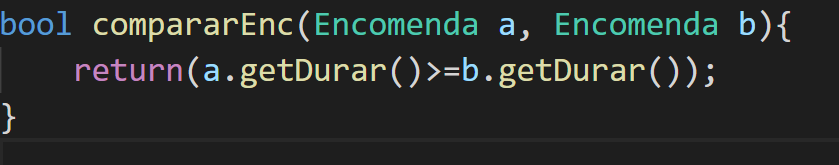 bool compararEnc(Encomenda a, Encomenda b){
    return(a.getDurar()>=b.getDurar());
}